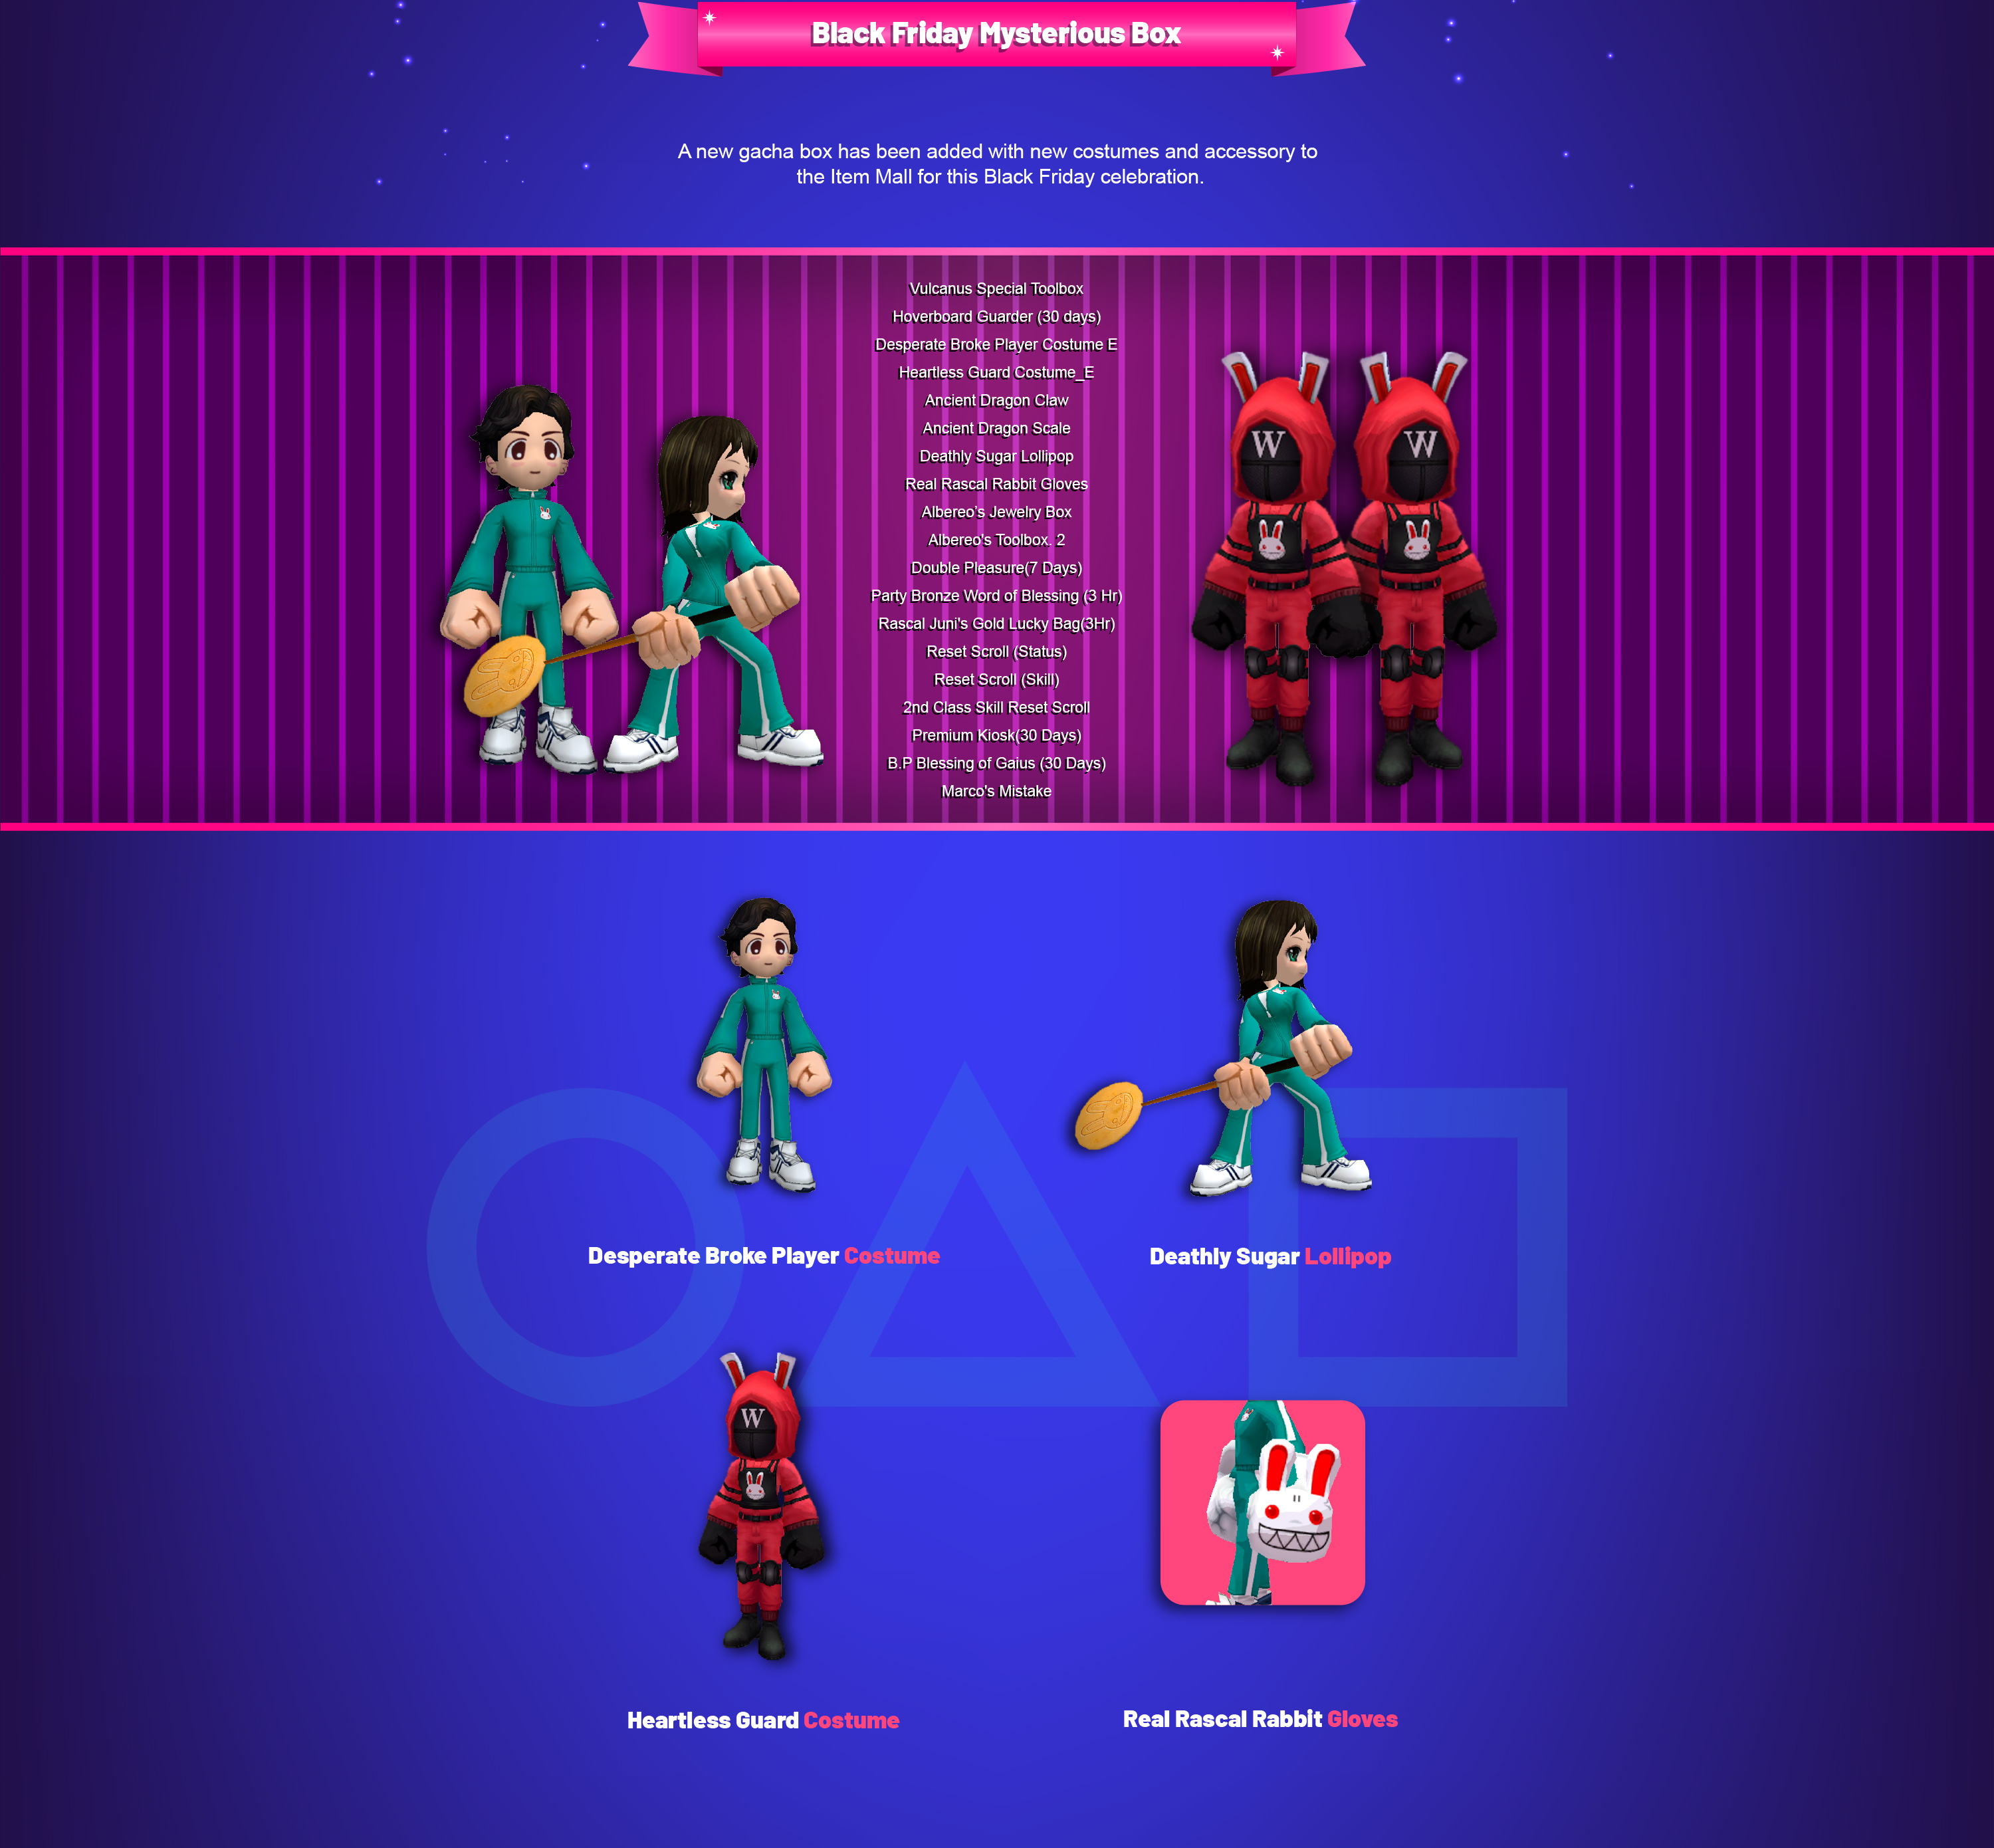 Black Friday Mysterious Box
A new gacha box has been added with new costumes and accessory to
the Item Mall for this Black Friday celebration.
Vulcanus Special Toolbox
Hoverboard Guarder (30 days)
Desperate Broke Player Costume E
Heartless Guard Costume_E
Ancient Dragon Claw
Ancient Dragon Scale
Deathly Sugar Lollipop
Real Rascal Rabbit Gloves
Albereo's Jewelry Box
Albereo's Toolbox. 2
Double Pleasure(7 Days)
Party Bronze Word of Blessing (3 Hr)
Rascal Juni's Gold Lucky Bag(3Hr)
Reset Scroll (Status)
Reset Scroll (Skill)
2nd Class Skill Reset Scroll
Premium Kiosk(30 Days)
B.P Blessing of Gaius (30 Days)
Marco's Mistake
W
W
Desperate Broke Player Costume
Deathly Sugar Lollipop
W
Heartless Guard Costume
Real Rascal Rabbit Gloves